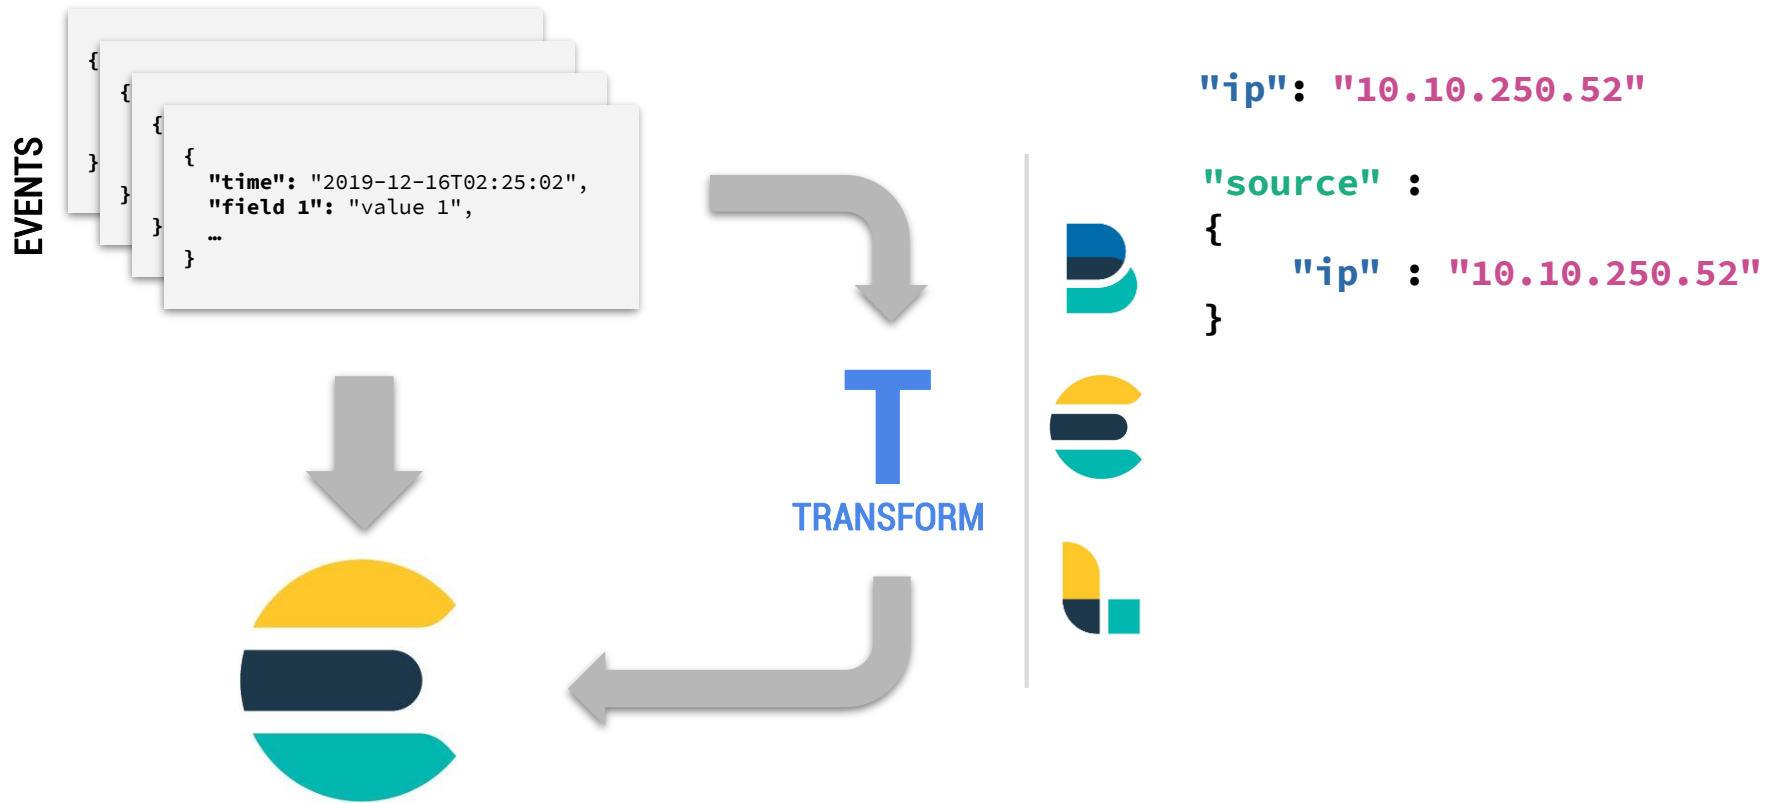 EVENTS
{
}
{
}
{
}
{
"time": "2019-12-16T02:25:02",
"field 1": "value 1",
…
}
T
TRANSFORM
"ip": "10.10.250.52"
"source" :
{
"ip" : "10.10.250.52"
}